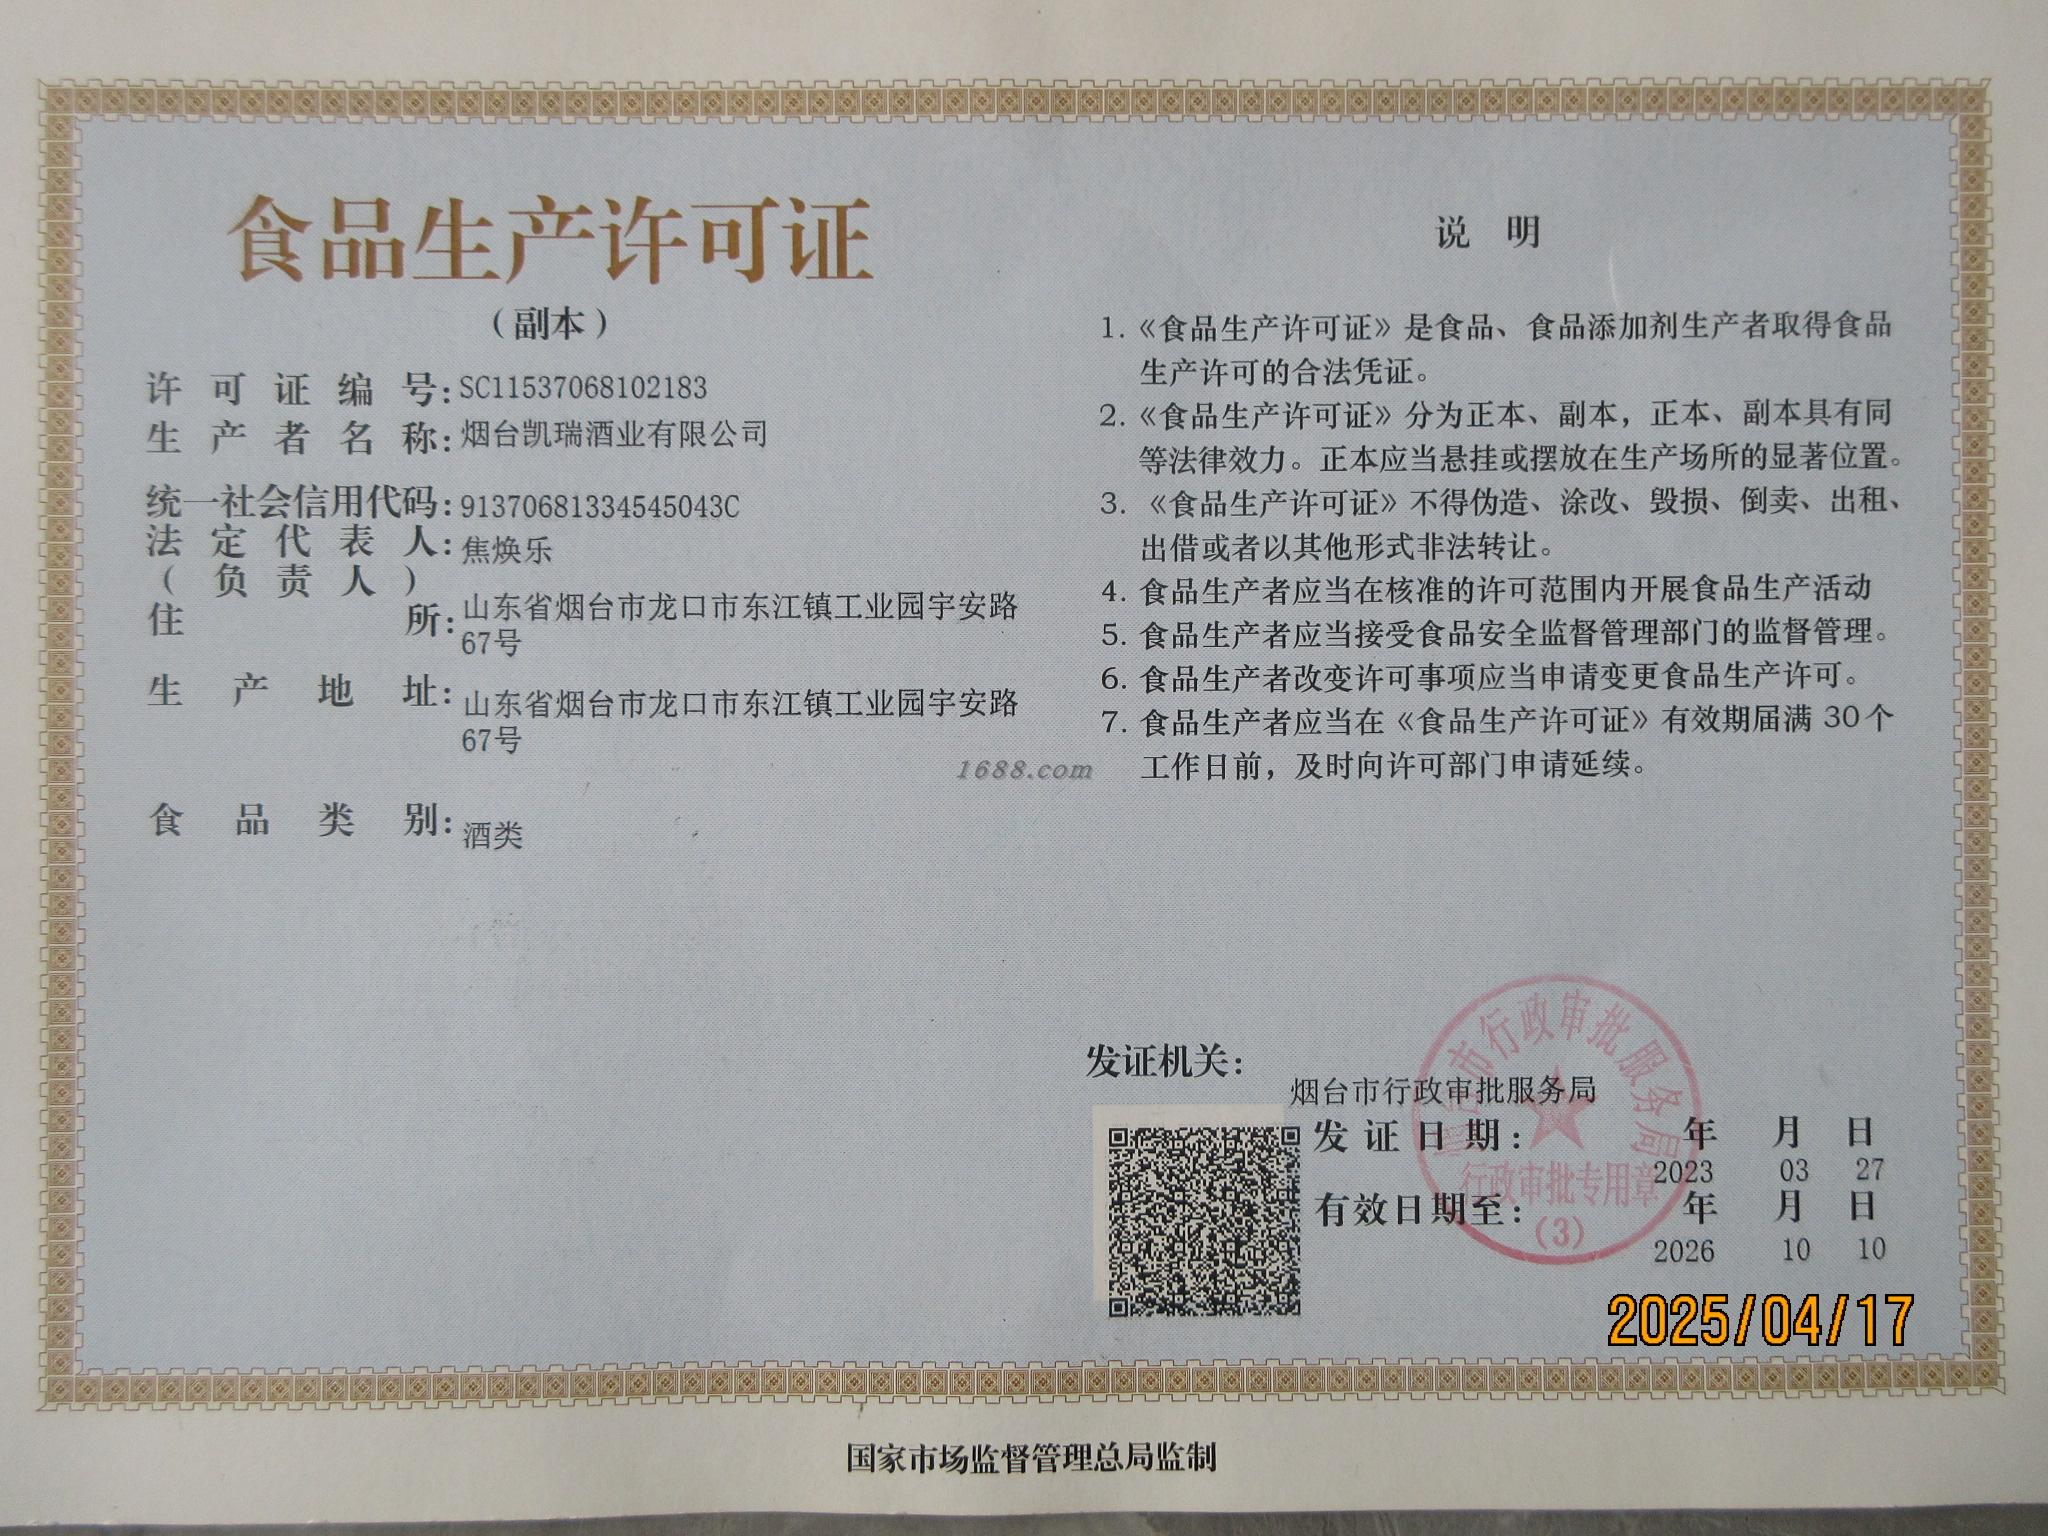 食品生产许可证
（副本）
许可证编号：SC11537068102183
生产者名称：烟台凯瑞酒业有限公司
统一社会信用代码：91370681334545043C
法定代表人：焦焕乐
（负责人）
住所：山东省烟台市龙口市东江镇工业园宇安路
67号
生产地址：山东省烟台市龙口市东江镇工业园宇安路
67号
食品类别：酒类
1688.com
说明
1.《食品生产许可证》是食品、食品添加剂生产者取得食品
生产许可的合法凭证。
2.《食品生产许可证》分为正本、副本，正本、副本具有同
等法律效力。正本应当悬挂或摆放在生产场所的显著位置。
3.《食品生产许可证》不得伪造、涂改、毁损、倒卖、出租、
出借或者以其他形式非法转让。
4. 食品生产者应当在核准的许可范围内开展食品生产活动
5. 食品生产者应当接受食品安全监督管理部门的监督管理。
6. 食品生产者改变许可事项应当申请变更食品生产许可。
7. 食品生产者应当在《食品生产许可证》有效期届满 30个
工作日前，及时向许可部门申请延续。
发证机关：
烟台市行政审批服务局
发证日期： 年 月 日
2023 03 27
有效日期至： 年 月 日
2026 10 10
烟台市行政审批服务局
行政审批专用章
(3)
2025/04/17
国家市场监督管理总局监制